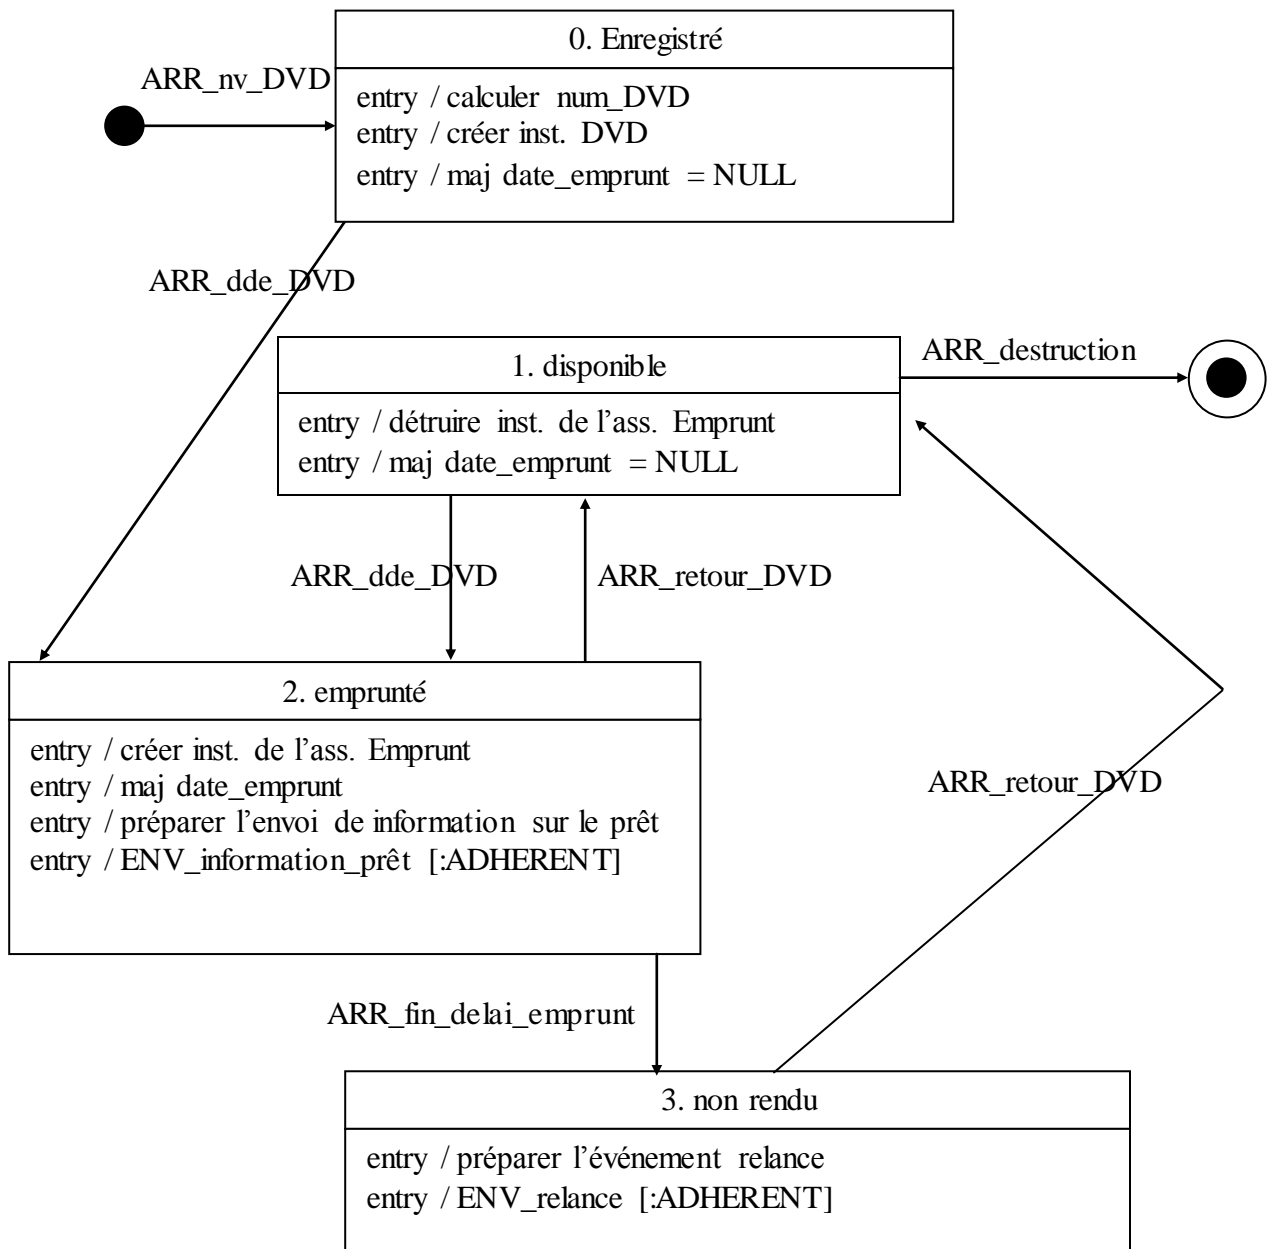 0. Enregistré
ARR_nv_DVD
entry / calculer num_DVD
entry / créer inst. DVD
entry / maj date_emprunt = NULL
ARR_dde_DVD
1. disponible
ARR_destruction
entry / détruire inst. de l’ass. Emprunt
entry / maj date_emprunt = NULL
ARR_dde_DVD
ARR_retour_DVD
2. emprunté
entry / créer inst. de l’ass. Emprunt
entry / maj date_emprunt
entry / préparer l’envoi de information sur le prêt
entry / ENV_information_prêt [:ADHERENT]
ARR_retour_DVD
ARR_fin_delai_emprunt
3. non rendu
entry / préparer l’événement relance
entry / ENV_relance [:ADHERENT]